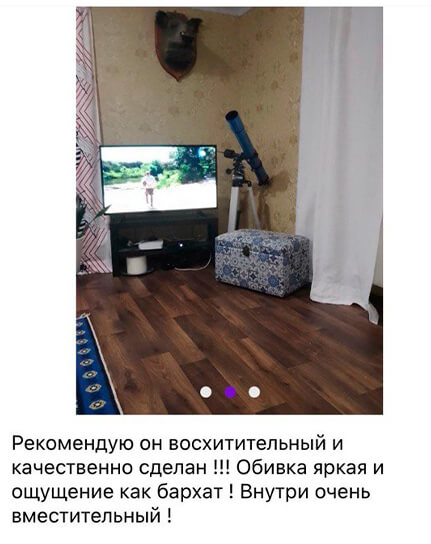 Рекомендую он восхитительный и
качественно сделан !!! Обивка яркая и
ощущение как бархат ! Внутри очень
вместительный !